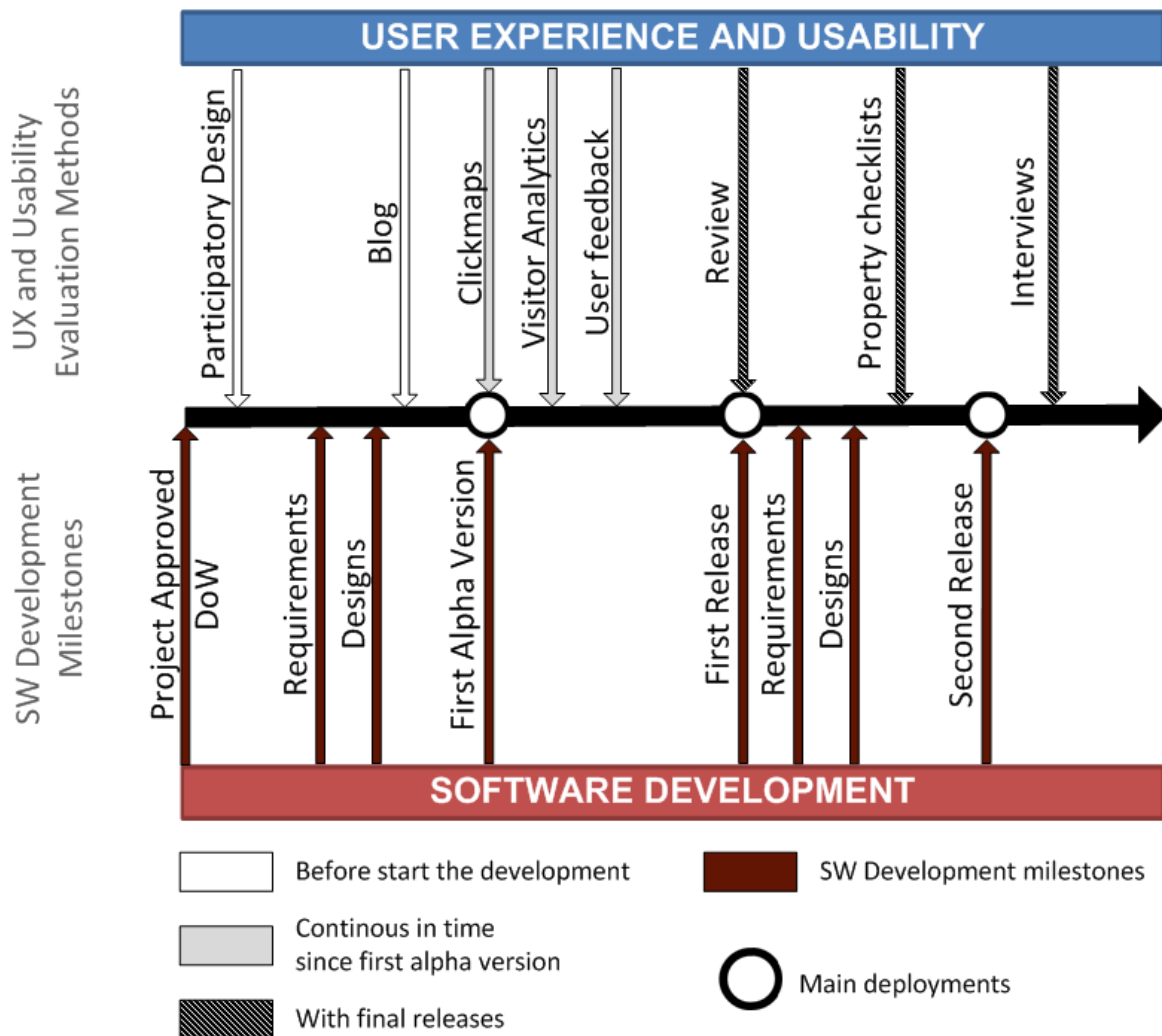 USER EXPERIENCE AND USABILITY
UX and Usability
Evaluation Methods
Participatory Design
Blog
Clickmaps
Visitor Analytics
User feedback
Review
Property checklists
Interviews
SW Development
Milestones
Project Approved
DoW
Requirements
Designs
First Alpha Version
First Release
Requirements
Designs
Second Release
SOFTWARE DEVELOPMENT
Before start the development
SW Development milestones
Continous in time
since first alpha version
Main deployments
With final releases